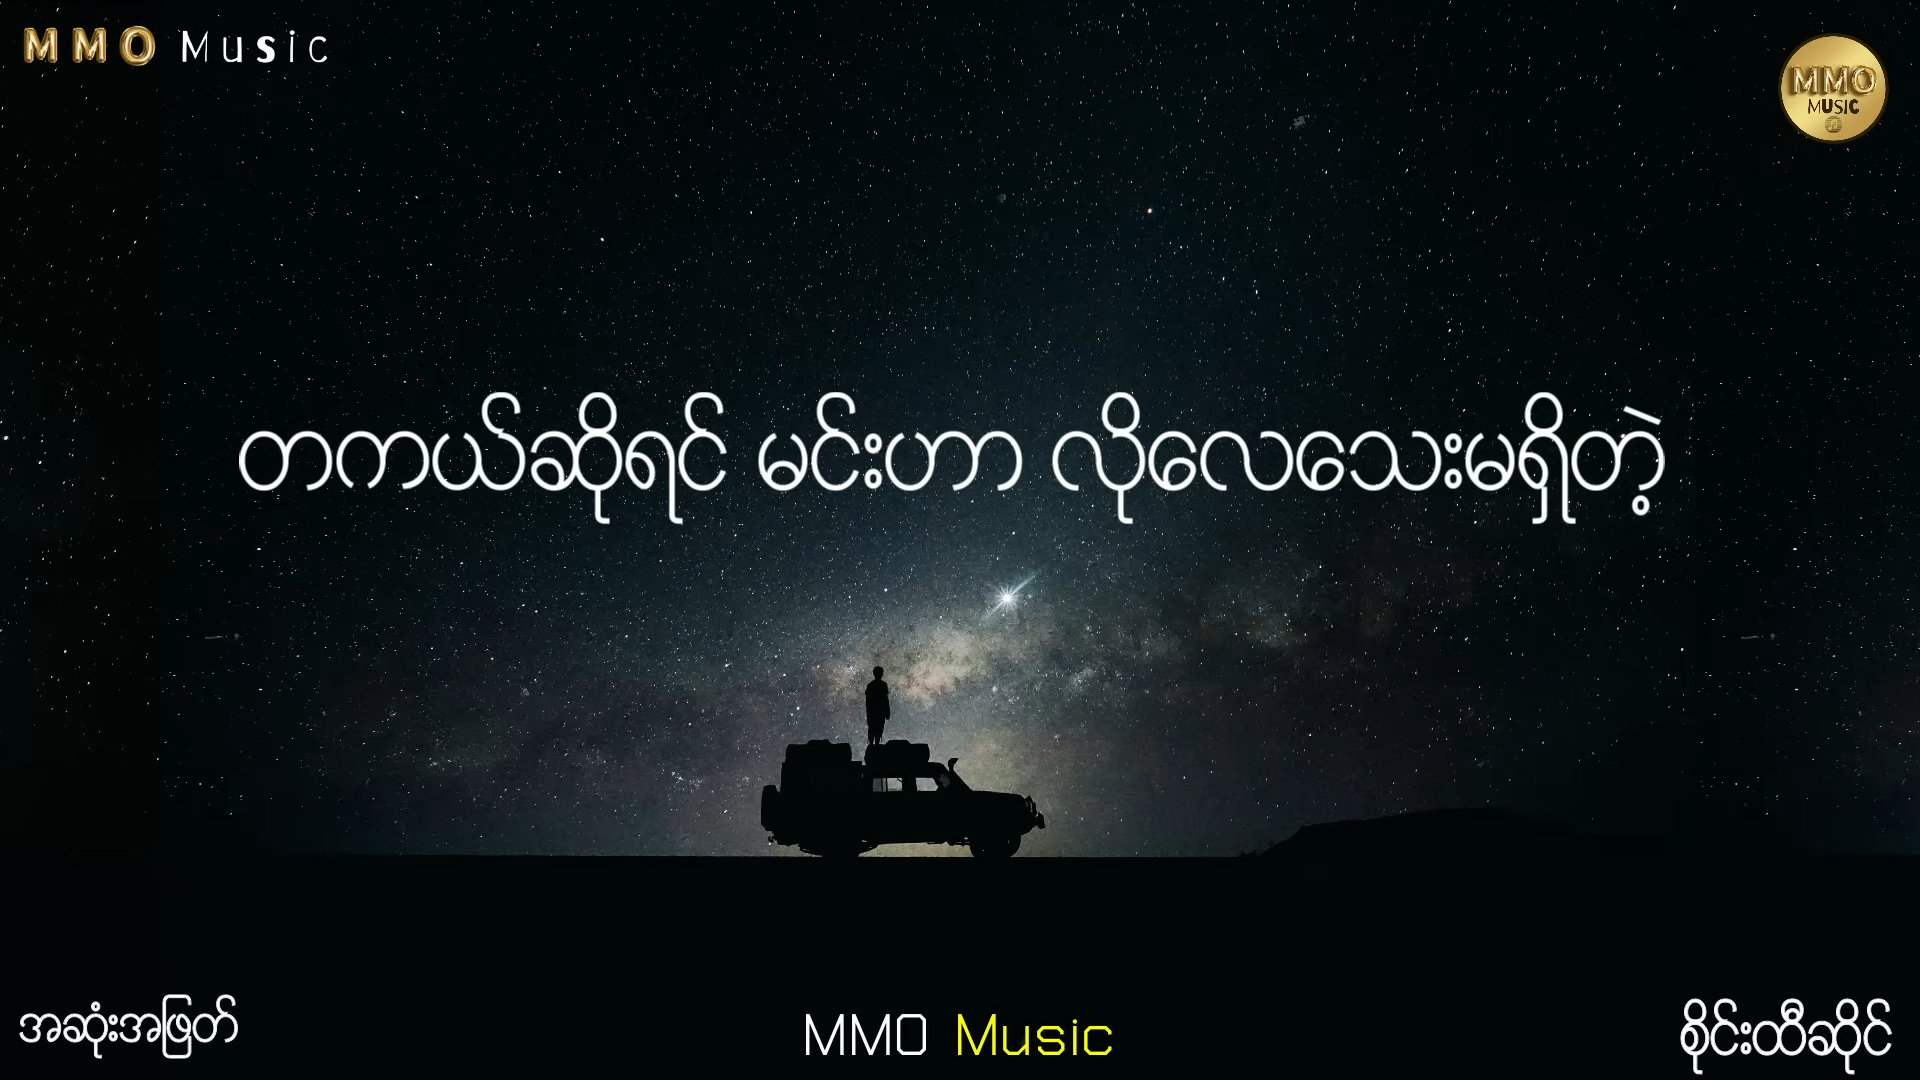 MMO Music
MMO
MUSIC
တကယ်ဆိုရင် မင်းဟာ လိုလေသေးမရှိတဲ့
အဆုံးအဖြတ်
MMO Music
စိုင်းထီးဆိုင်